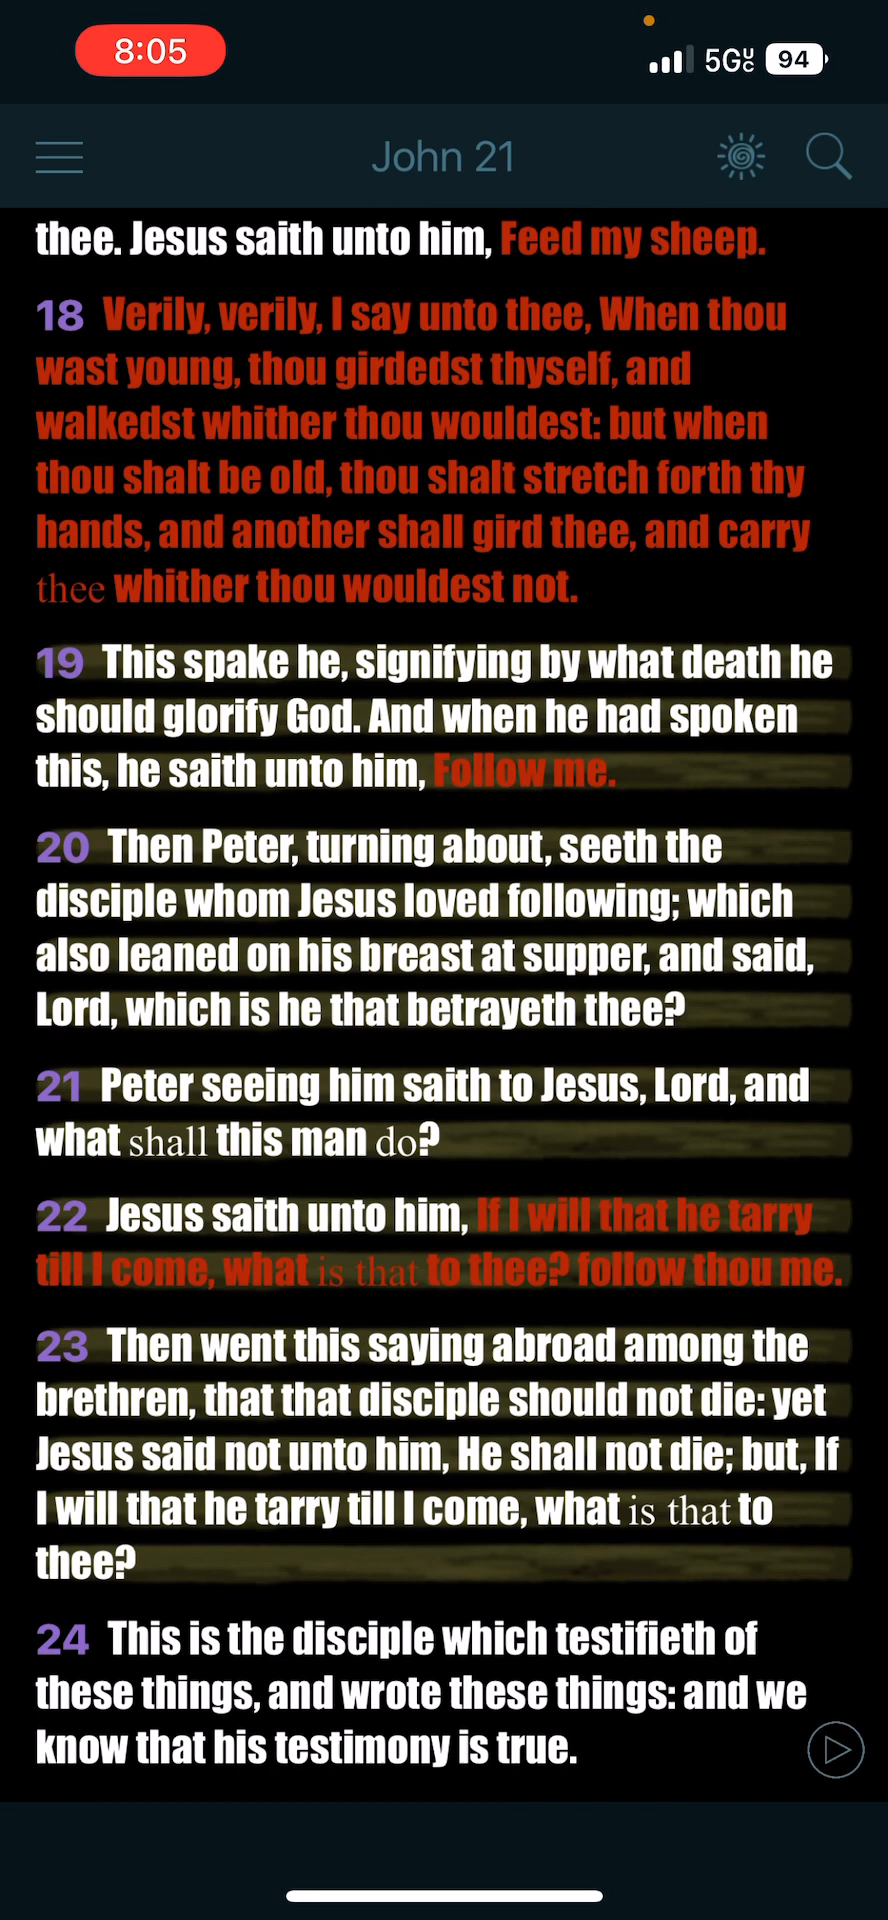 8:05
5GUC 94
John 21
thee. Jesus saith unto him, Feed my sheep.
18 Verily, verily, I say unto thee, When thou
wast young, thou girdedst thyself, and
walkedst whither thou wouldest: but when
thou shalt be old, thou shalt stretch forth thy
hands, and another shall gird thee, and carry
thee whither thou wouldest not.
19 This spake he, signifying by what death he
should glorify God. And when he had spoken
this, he saith unto him, Follow me.
20 Then Peter, turning about, seeth the
disciple whom Jesus loved following; which
also leaned on his breast at supper, and said,
Lord, which is he that betrayeth thee?
21 Peter seeing him saith to Jesus, Lord, and
what shall this man do?
22 Jesus saith unto him, If I will that he tarry
till I come, what is that to thee? follow thou me.
23 Then went this saying abroad among the
brethren, that that disciple should not die: yet
Jesus said not unto him, He shall not die; but, If
I will that he tarry till I come, what is that to
thee?
24 This is the disciple which testifieth of
these things, and wrote these things: and we
know that his testimony is true.